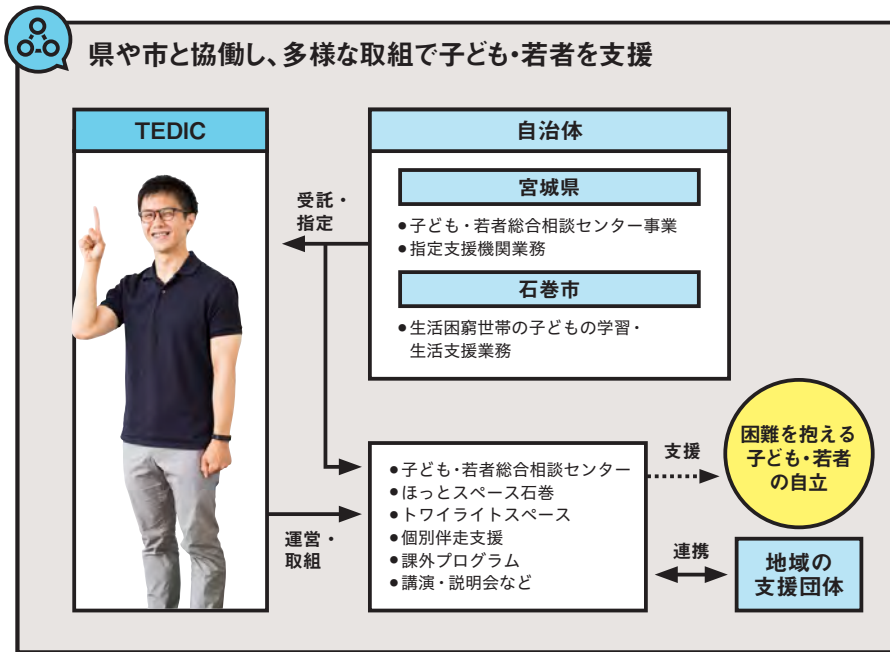 県や市と協働し、多様な取組で子ども・若者を支援
TEDIC
受託・
指定
自治体
宮城県
●子ども・若者総合相談センター事業
●指定支援機関業務
石巻市
●生活困窮世帯の子どもの学習・
生活支援業務
運営・
取組
●子ども・若者総合相談センター
●ほっとスペース石巻
●トワイライトスペース
●個別伴走支援
●課外プログラム
●講演・説明会など
支援
困難を抱える
子ども・若者
の自立
連携
地域の
支援団体